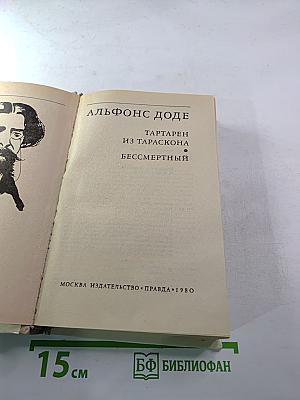 АЛЬФОНС ДОДЕ
ТАРТАРЕН
ИЗ ТАРАСКОНА
•
БЕССМЕРТНЫЙ
МОСКВА ИЗДАТЕЛЬСТВО «ПРАВДА» 1980
15 см
БФ БИБЛИОФАН